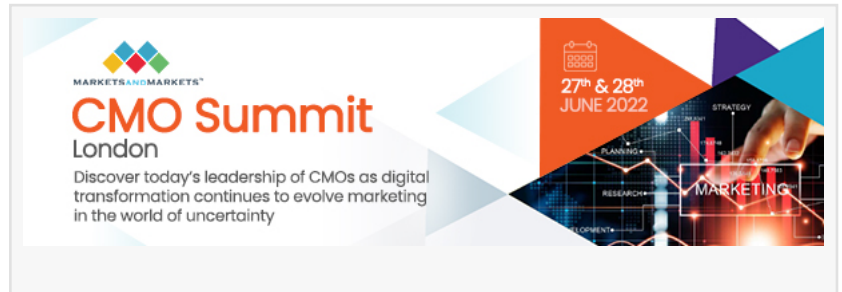 MARKETSANDMARKETS™
CMO Summit
London
Discover today's leadership of CMOs as digital
transformation continues to evolve marketing
in the world of uncertainty
27th & 28th
JUNE 2022
STRATEGY
PLANNING
RESEARCH
MARKETING